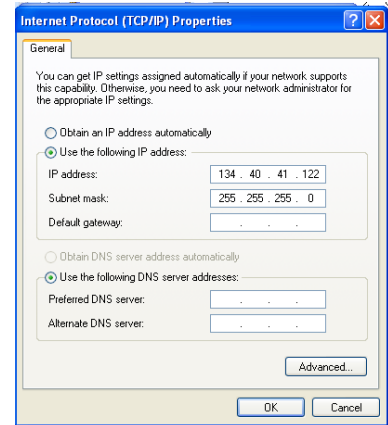 Internet Protocol (TCP/IP) Properties
General
You can get IP settings assigned automatically if your network supports
this capability. Otherwise, you need to ask your network administrator for
the appropriate IP settings.
Obtain an IP address automatically
Use the following IP address:
IP address: 134 . 40 . 41 . 122
Subnet mask: 255 . 255 . 255 . 0
Default gateway: . . .
Obtain DNS server address automatically
Use the following DNS server addresses:
Preferred DNS server: . . .
Alternate DNS server: . . .
Advanced...
OK Cancel